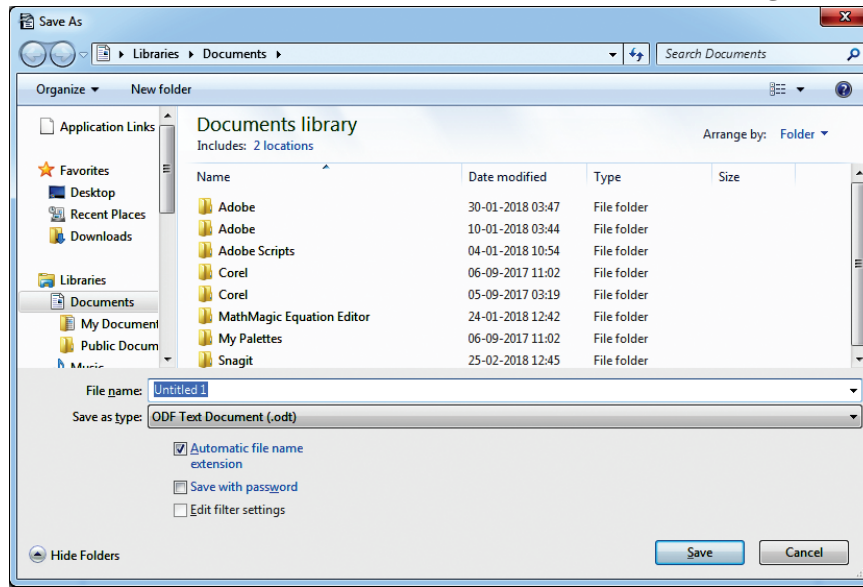 Save As
Libraries Documents
Search Documents
Organize New folder
Application Links
Favorites
Desktop
Recent Places
Downloads
Libraries
Documents
My Document
Public Docum
Music
Documents library
Includes: 2 locations
Arrange by: Folder
Name Date modified Type Size
Adobe 30-01-2018 03:47 File folder
Adobe 10-01-2018 03:44 File folder
Adobe Scripts 04-01-2018 10:54 File folder
Corel 06-09-2017 11:02 File folder
Corel 05-09-2017 03:19 File folder
MathMagic Equation Editor 24-01-2018 12:42 File folder
My Palettes 06-09-2017 11:02 File folder
Snagit 25-02-2018 12:45 File folder
File name: Untitled 1
Save as type: ODF Text Document (.odt)
Automatic file name
extension
Save with password
Edit filter settings
Hide Folders
Save Cancel